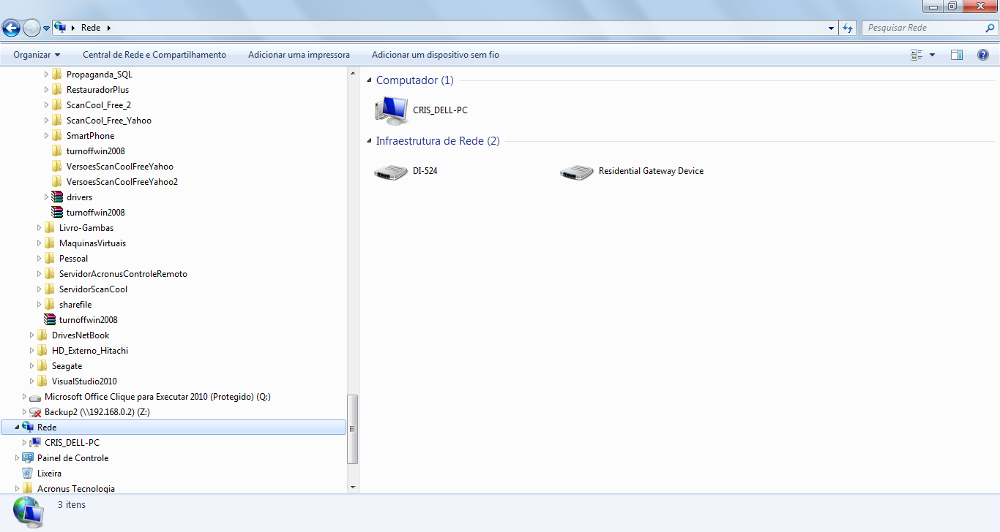 Rede
Pesquisar Rede
Organizar
Central de Rede e Compartilhamento
Adicionar uma impressora
Adicionar um dispositivo sem fio
Propaganda_SQL
RestauradorPlus
ScanCool_Free_2
ScanCool_Free_Yahoo
SmartPhone
turnoffwin2008
VersoesScanCoolFreeYahoo
VersoesScanCoolFreeYahoo2
drivers
turnoffwin2008
Livro-Gambas
MaquinasVirtuais
Pessoal
ServidorAcronusControleRemoto
ServidorScanCool
sharefile
turnoffwin2008
DrivesNetBook
HD_Externo_Hitachi
Seagate
VisualStudio2010
Microsoft Office Clique para Executar 2010 (Protegido) (Q:)
Backup2 (\\192.168.0.2) (Z:)
Rede
CRIS_DELL-PC
Painel de Controle
Lixeira
Acronus Tecnologia
Computador (1)
CRIS_DELL-PC
Infraestrutura de Rede (2)
DI-524
Residential Gateway Device
3 itens